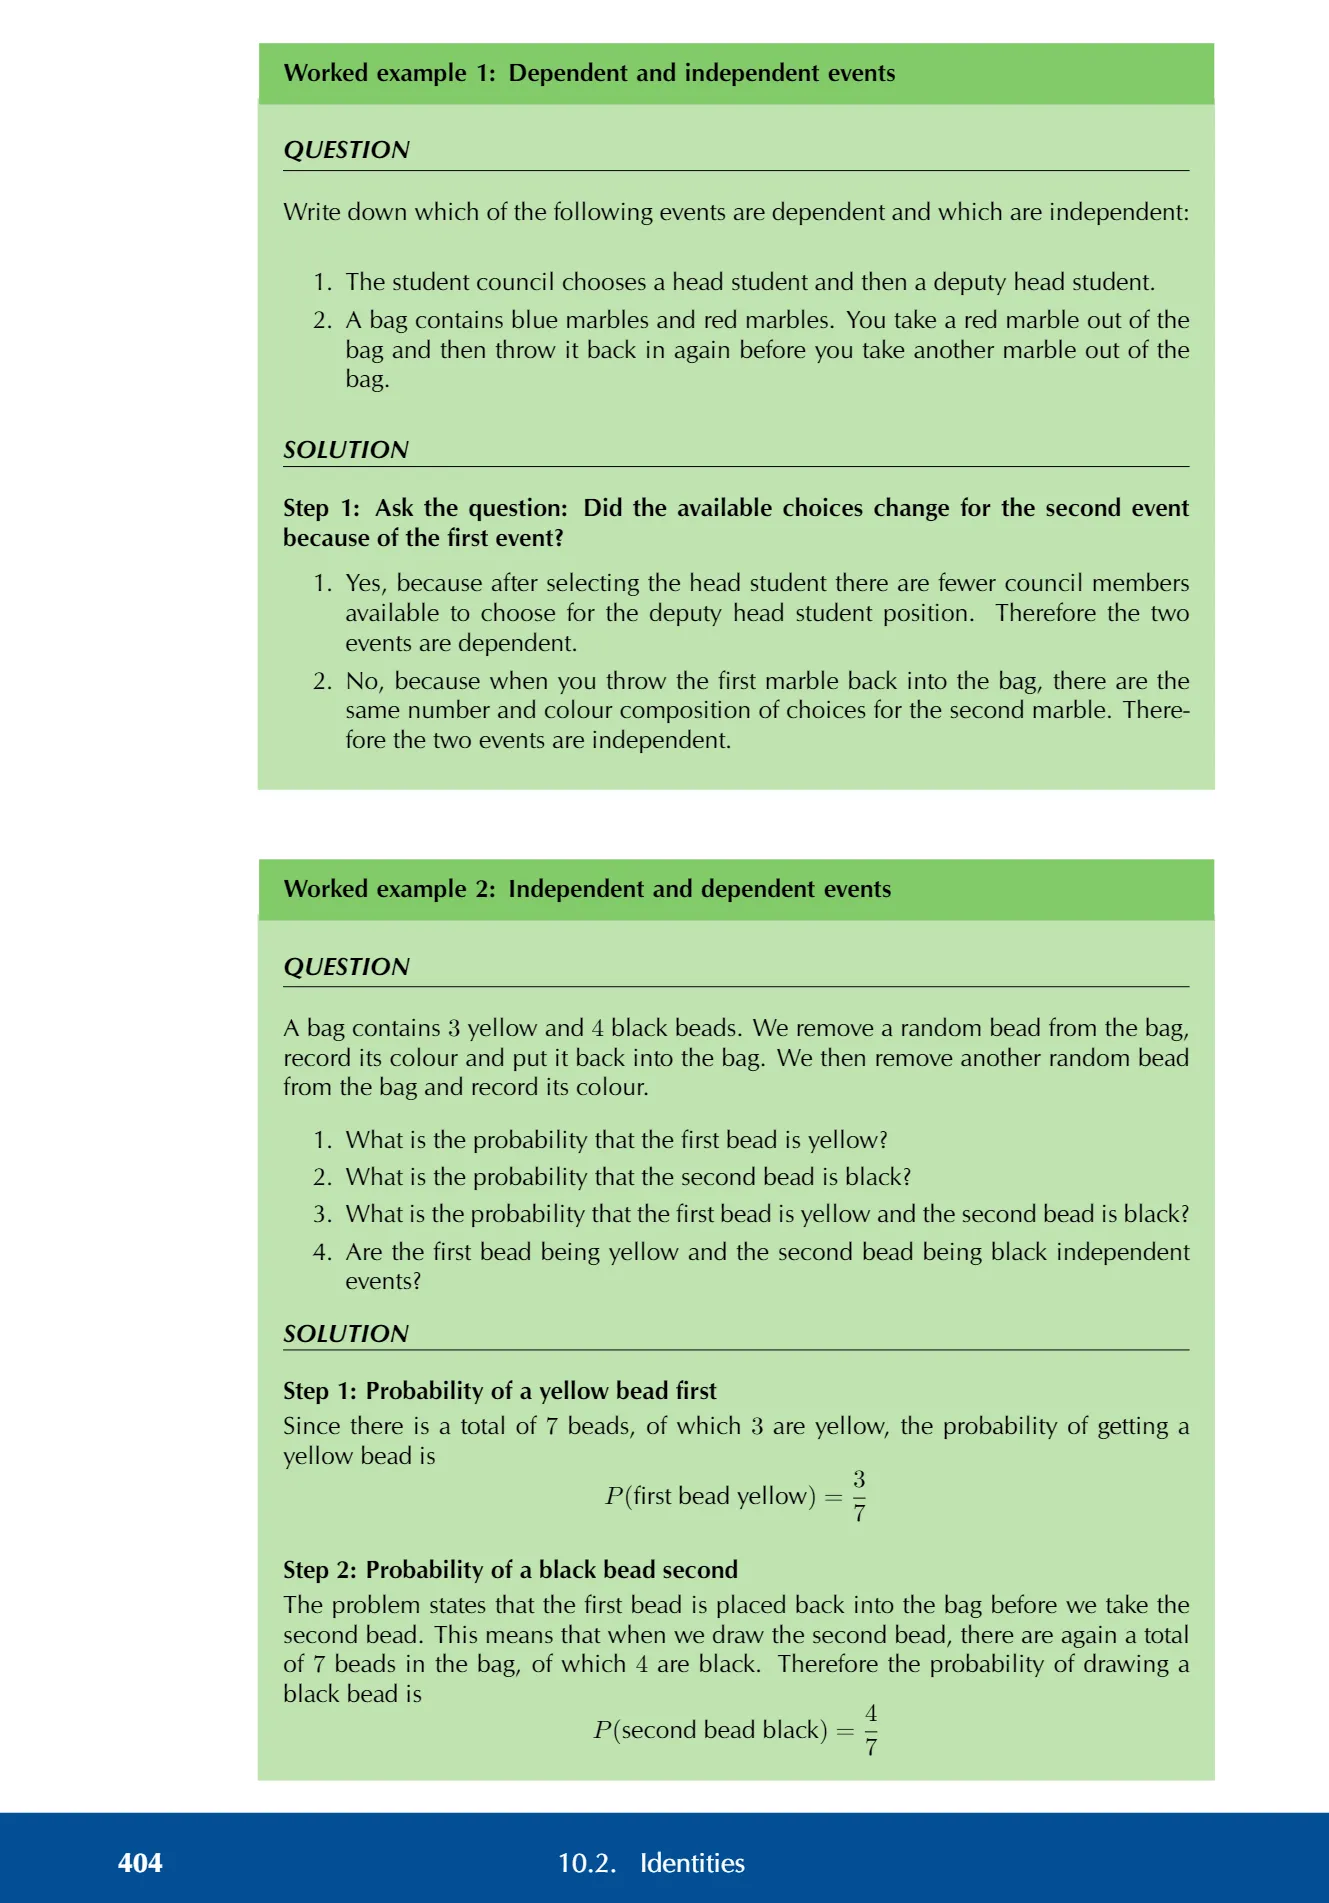 Worked example 1: Dependent and independent events
QUESTION
Write down which of the following events are dependent and which are independent:
1. The student council chooses a head student and then a deputy head student.
2. A bag contains blue marbles and red marbles. You take a red marble out of the
bag and then throw it back in again before you take another marble out of the
bag.
SOLUTION
Step 1: Ask the question: Did the available choices change for the second event
because of the first event?
1. Yes, because after selecting the head student there are fewer council members
available to choose for the deputy head student position. Therefore the two
events are dependent.
2. No, because when you throw the first marble back into the bag, there are the
same number and colour composition of choices for the second marble. There-
fore the two events are independent.
Worked example 2: Independent and dependent events
QUESTION
A bag contains 3 yellow and 4 black beads. We remove a random bead from the bag,
record its colour and put it back into the bag. We then remove another random bead
from the bag and record its colour.
1. What is the probability that the first bead is yellow?
2. What is the probability that the second bead is black?
3. What is the probability that the first bead is yellow and the second bead is black?
4. Are the first bead being yellow and the second bead being black independent
events?
SOLUTION
Step 1: Probability of a yellow bead first
Since there is a total of 7 beads, of which 3 are yellow, the probability of getting a
yellow bead is
P(first bead yellow) = 3/7
Step 2: Probability of a black bead second
The problem states that the first bead is placed back into the bag before we take the
second bead. This means that when we draw the second bead, there are again a total
of 7 beads in the bag, of which 4 are black. Therefore the probability of drawing a
black bead is
P(second bead black) = 4/7
404 10.2. Identities